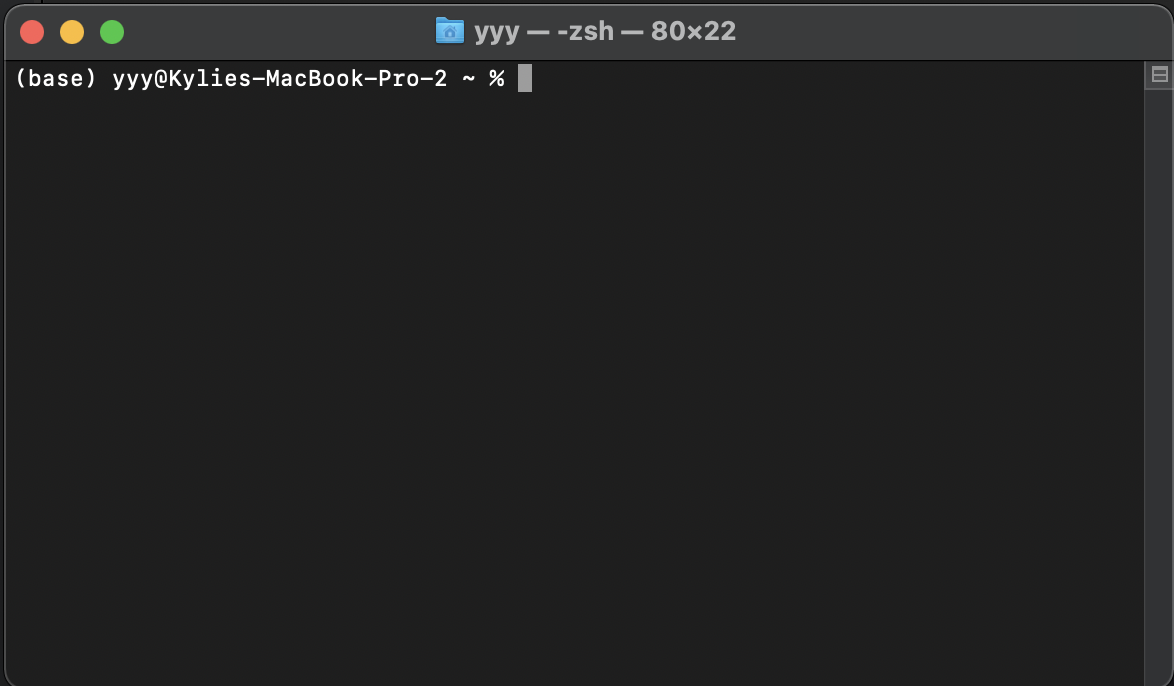 yyy — -zsh — 80×22
(base) yyy@Kylies-MacBook-Pro-2 ~ %